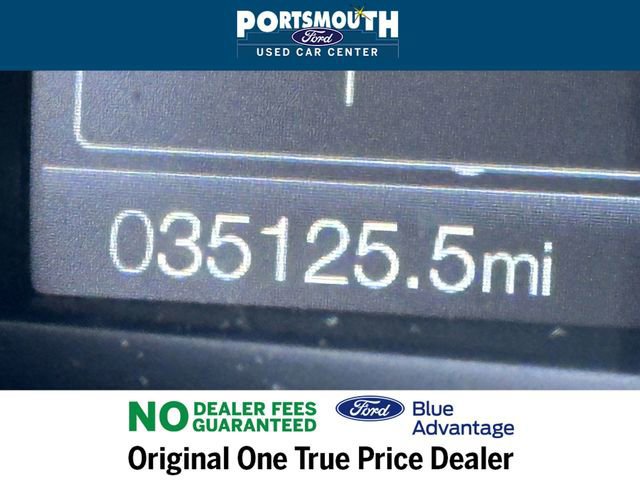 PORTSMOUTH
Ford
USED CAR CENTER
035125.5mi
NO DEALER FEES
GUARANTEED
Ford
Blue
Advantage
Original One True Price Dealer